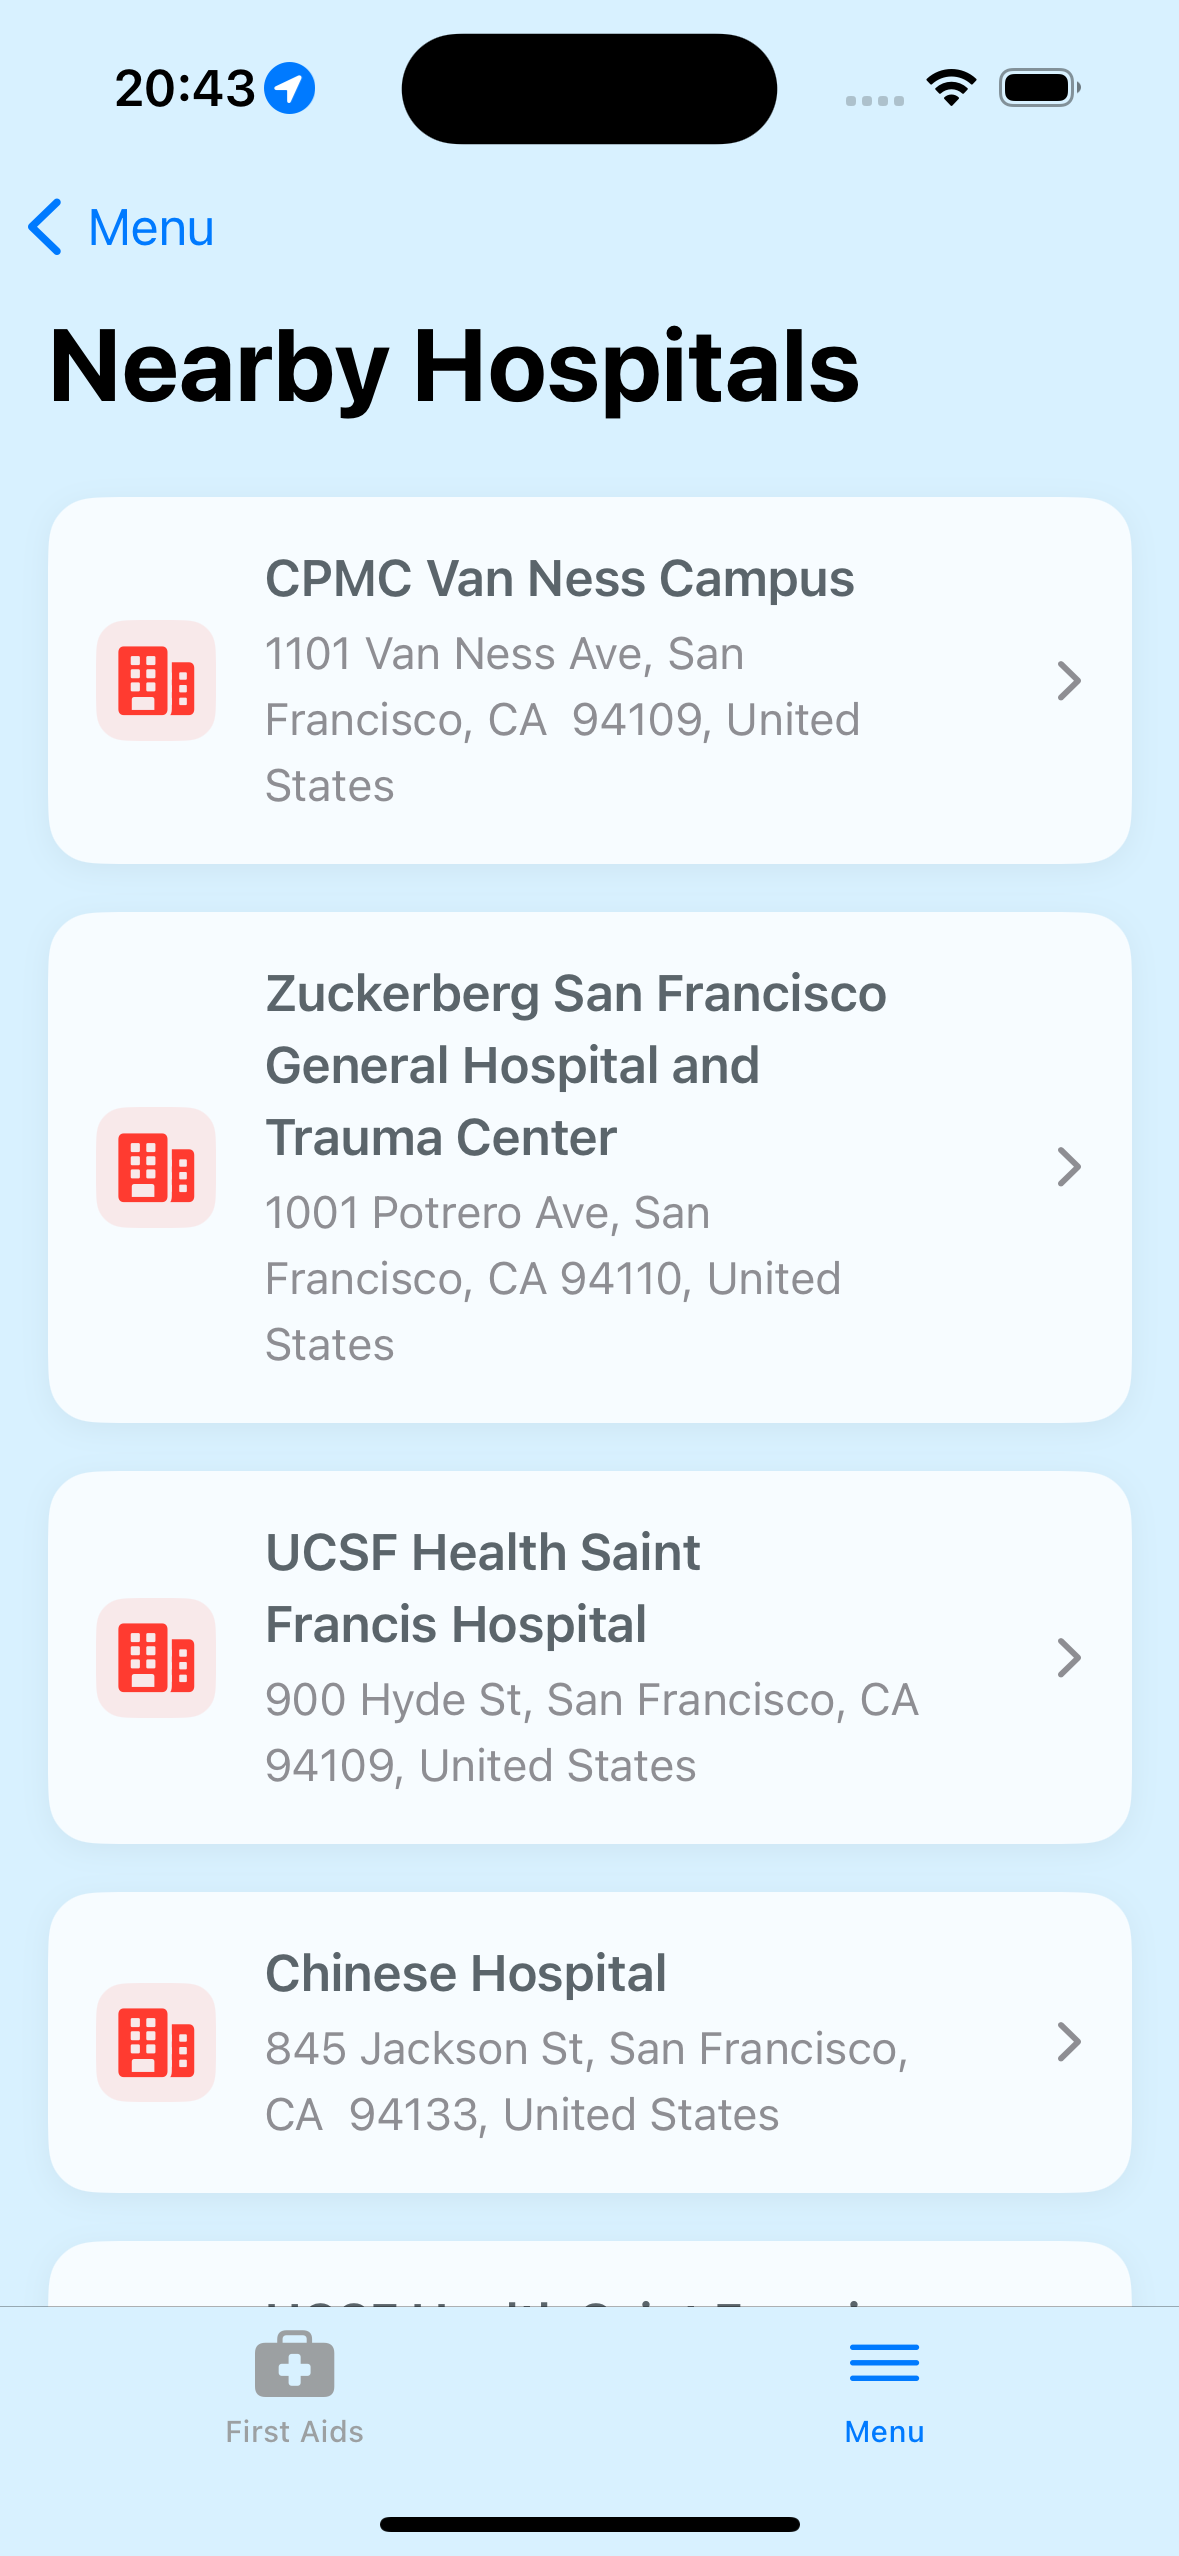 20:43
Menu
Nearby Hospitals
CPMC Van Ness Campus
1101 Van Ness Ave, San
Francisco, CA  94109, United
States
Zuckerberg San Francisco
General Hospital and
Trauma Center
1001 Potrero Ave, San
Francisco, CA 94110, United
States
UCSF Health Saint
Francis Hospital
900 Hyde St, San Francisco, CA
94109, United States
Chinese Hospital
845 Jackson St, San Francisco,
CA  94133, United States
First Aids
Menu